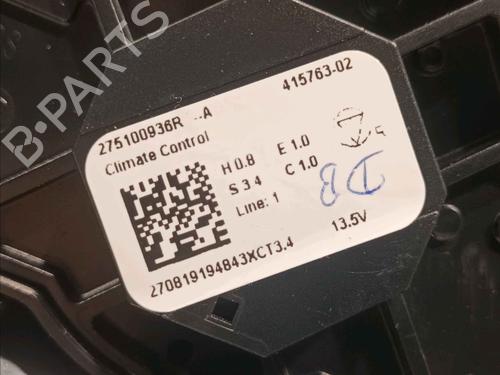 275100936R --A
415763-02
Climate Control
H 0.8 E 1.0
S 3.4 C 1.0
Line: 1
13.5V
270819194843XCT3.4
B-PARTS